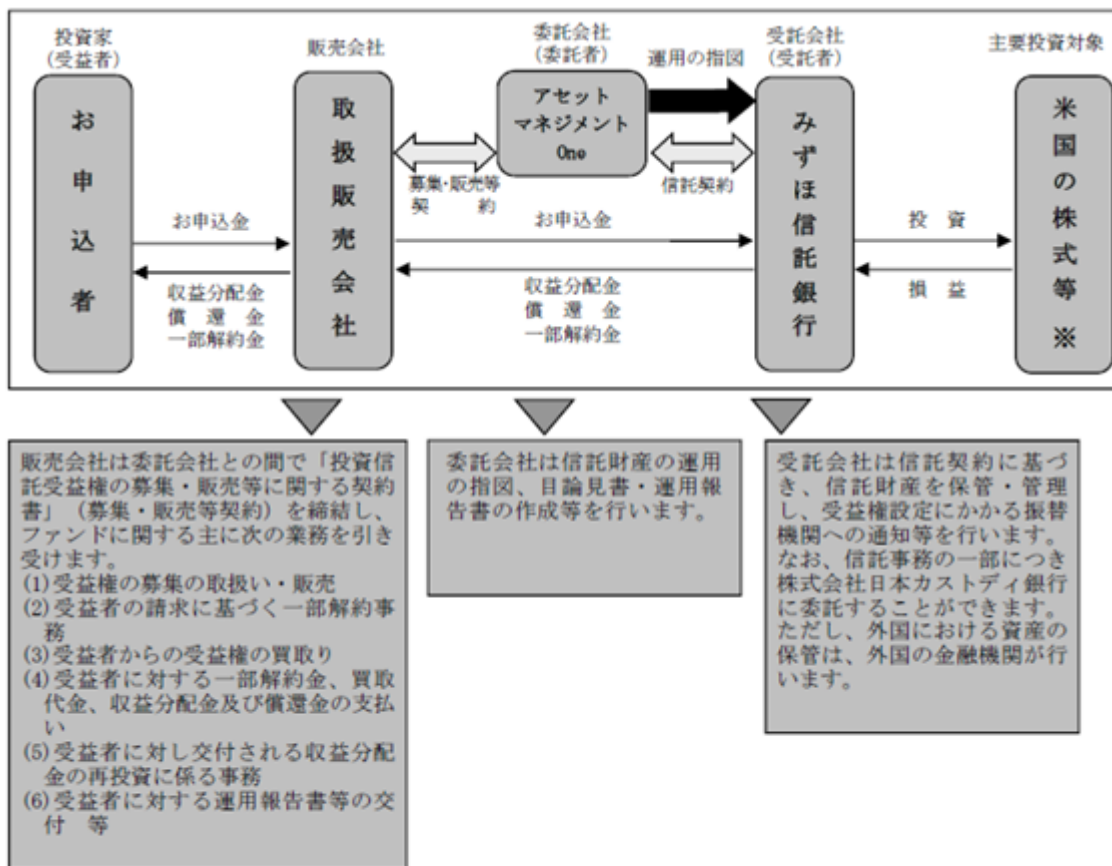 投資家
(受益者)
お申込者
販売会社
取扱販売会社
委託会社
(委託者)
アセット
マネジメント
One
運用の指図
受託会社
(受託者)
みずほ信託銀行
主要投資対象
米国の株式等※
募集・販売等
契　約
信託契約
お申込金
収益分配金
償　還　金
一部解約金
お申込金
収益分配金
償　還　金
一部解約金
投　資
損　益
販売会社は委託会社との間で「投資信
託受益権の募集・販売等に関する契約
書」（募集・販売等契約）を締結し、
ファンドに関する主に次の業務を引き
受けます。
(1)受益権の募集の取扱い・販売
(2)受益者の請求に基づく一部解約事
務
(3)受益者からの受益権の買取り
(4)受益者に対する一部解約金、買取
代金、収益分配金及び償還金の支払
い
(5)受益者に対し交付される収益分配
金の再投資に係る事務
(6)受益者に対する運用報告書等の交
付　等
委託会社は信託財産の運用
の指図、目論見書・運用報
告書の作成等を行います。
受託会社は信託契約に基づ
き、信託財産を保管・管理
し、受益権設定にかかる振替
機関への通知等を行います。
なお、信託事務の一部につき
株式会社日本カストディ銀行
に委託することができます。
ただし、外国における資産の
保管は、外国の金融機関が行
います。